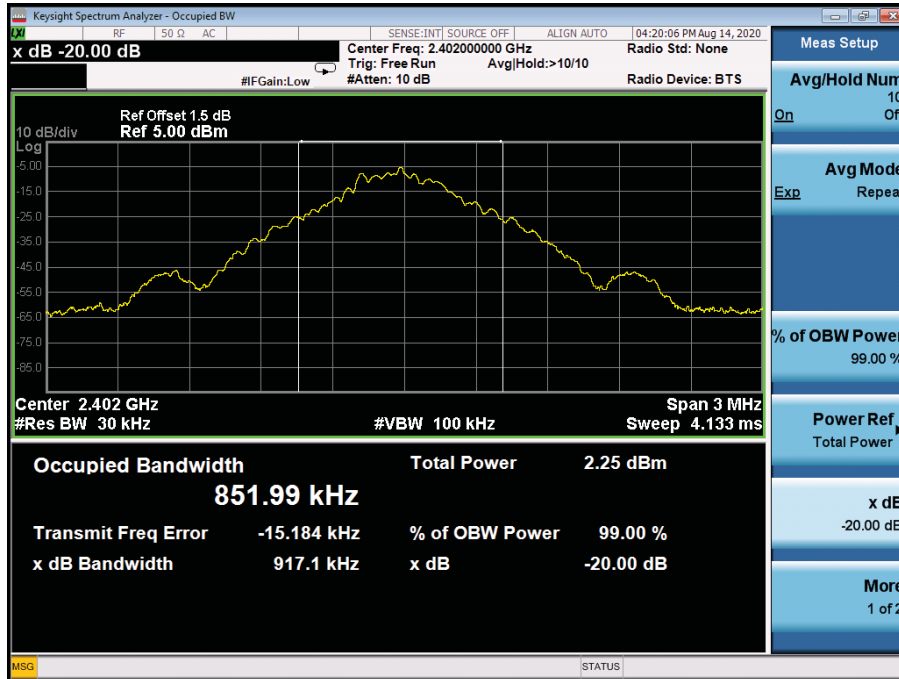 Keysight Spectrum Analyzer - Occupied BW
LXI RF 50 Ω AC SENSE:INT SOURCE OFF ALIGN AUTO 04:20:06 PM Aug 14, 2020
x dB -20.00 dB
Center Freq: 2.402000000 GHz Radio Std: None
Trig: Free Run Avg|Hold:>10/10
#IFGain:Low #Atten: 10 dB Radio Device: BTS
Ref Offset 1.5 dB
10 dB/div Ref 5.00 dBm
Log
-5.00
-15.0
-25.0
-35.0
-45.0
-55.0
-65.0
-75.0
-85.0
Center 2.402 GHz Span 3 MHz
#Res BW 30 kHz #VBW 100 kHz Sweep 4.133 ms
Occupied Bandwidth Total Power 2.25 dBm
851.99 kHz
Transmit Freq Error -15.184 kHz % of OBW Power 99.00 %
x dB Bandwidth 917.1 kHz x dB -20.00 dB
MSG STATUS
Meas Setup
Avg/Hold Num
10
On Of
Avg Mode
Exp Repea
% of OBW Power
99.00 %
Power Ref
Total Power
x dB
-20.00 dB
More
1 of 2